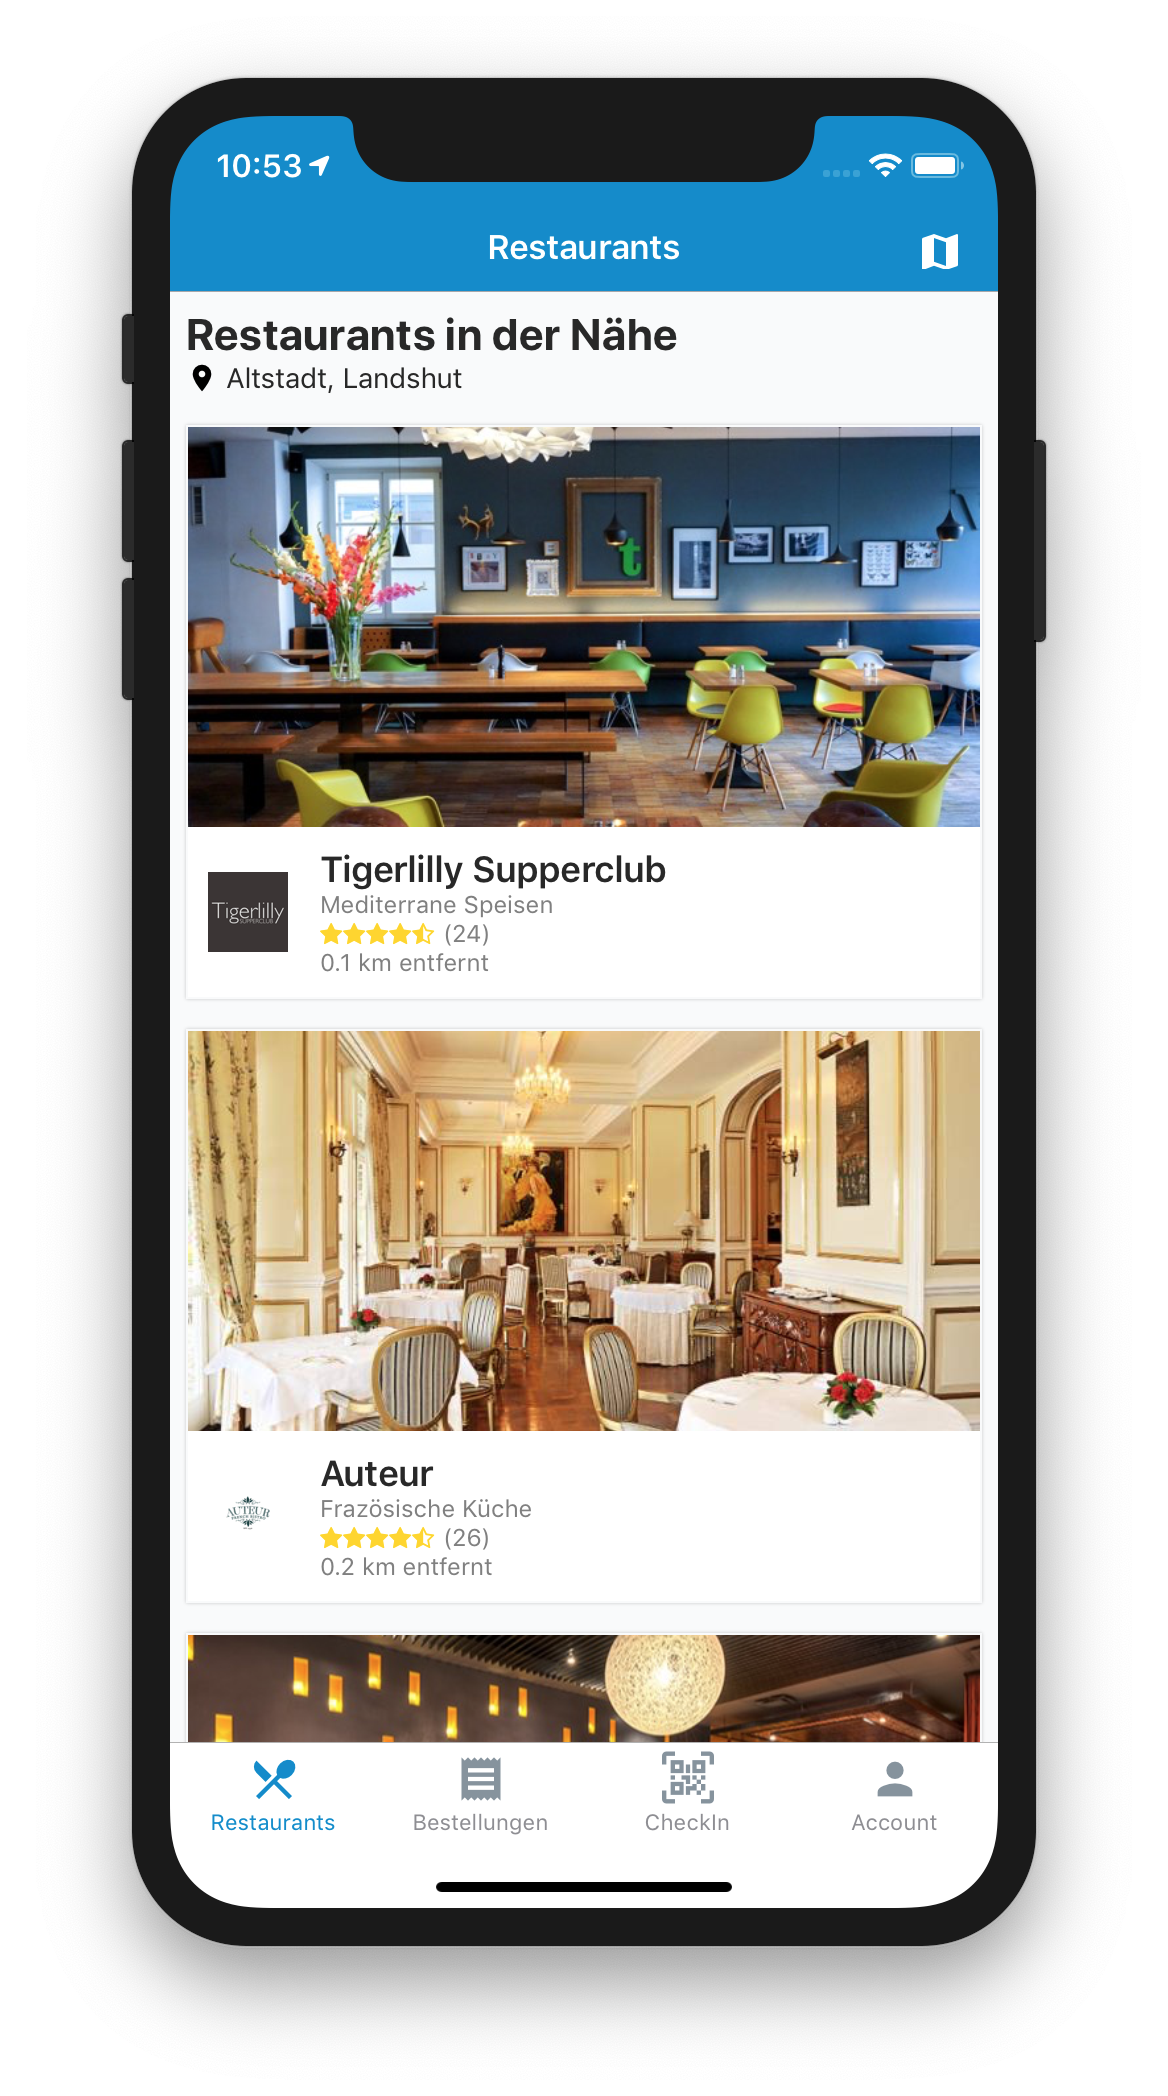 10:53
Restaurants
Restaurants in der Nähe
Altstadt, Landshut
t
Tigerlilly
SUPPERCLUB
Tigerlilly Supperclub
Mediterrane Speisen
(24)
0.1 km entfernt
AUTEUR
Auteur
Frazösische Küche
(26)
0.2 km entfernt
Restaurants
Bestellungen
CheckIn
Account